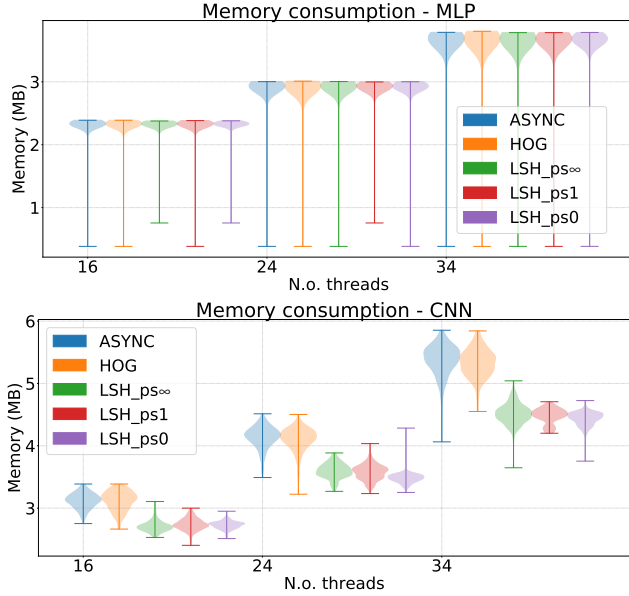 Memory consumption - MLP
Memory (MB)
3
2
1
ASYNC
HOG
LSH_ps∞
LSH_ps1
LSH_ps0
16 24 34
N.o. threads
Memory consumption - CNN
Memory (MB)
6
5
4
3
ASYNC
HOG
LSH_ps∞
LSH_ps1
LSH_ps0
16 24 34
N.o. threads